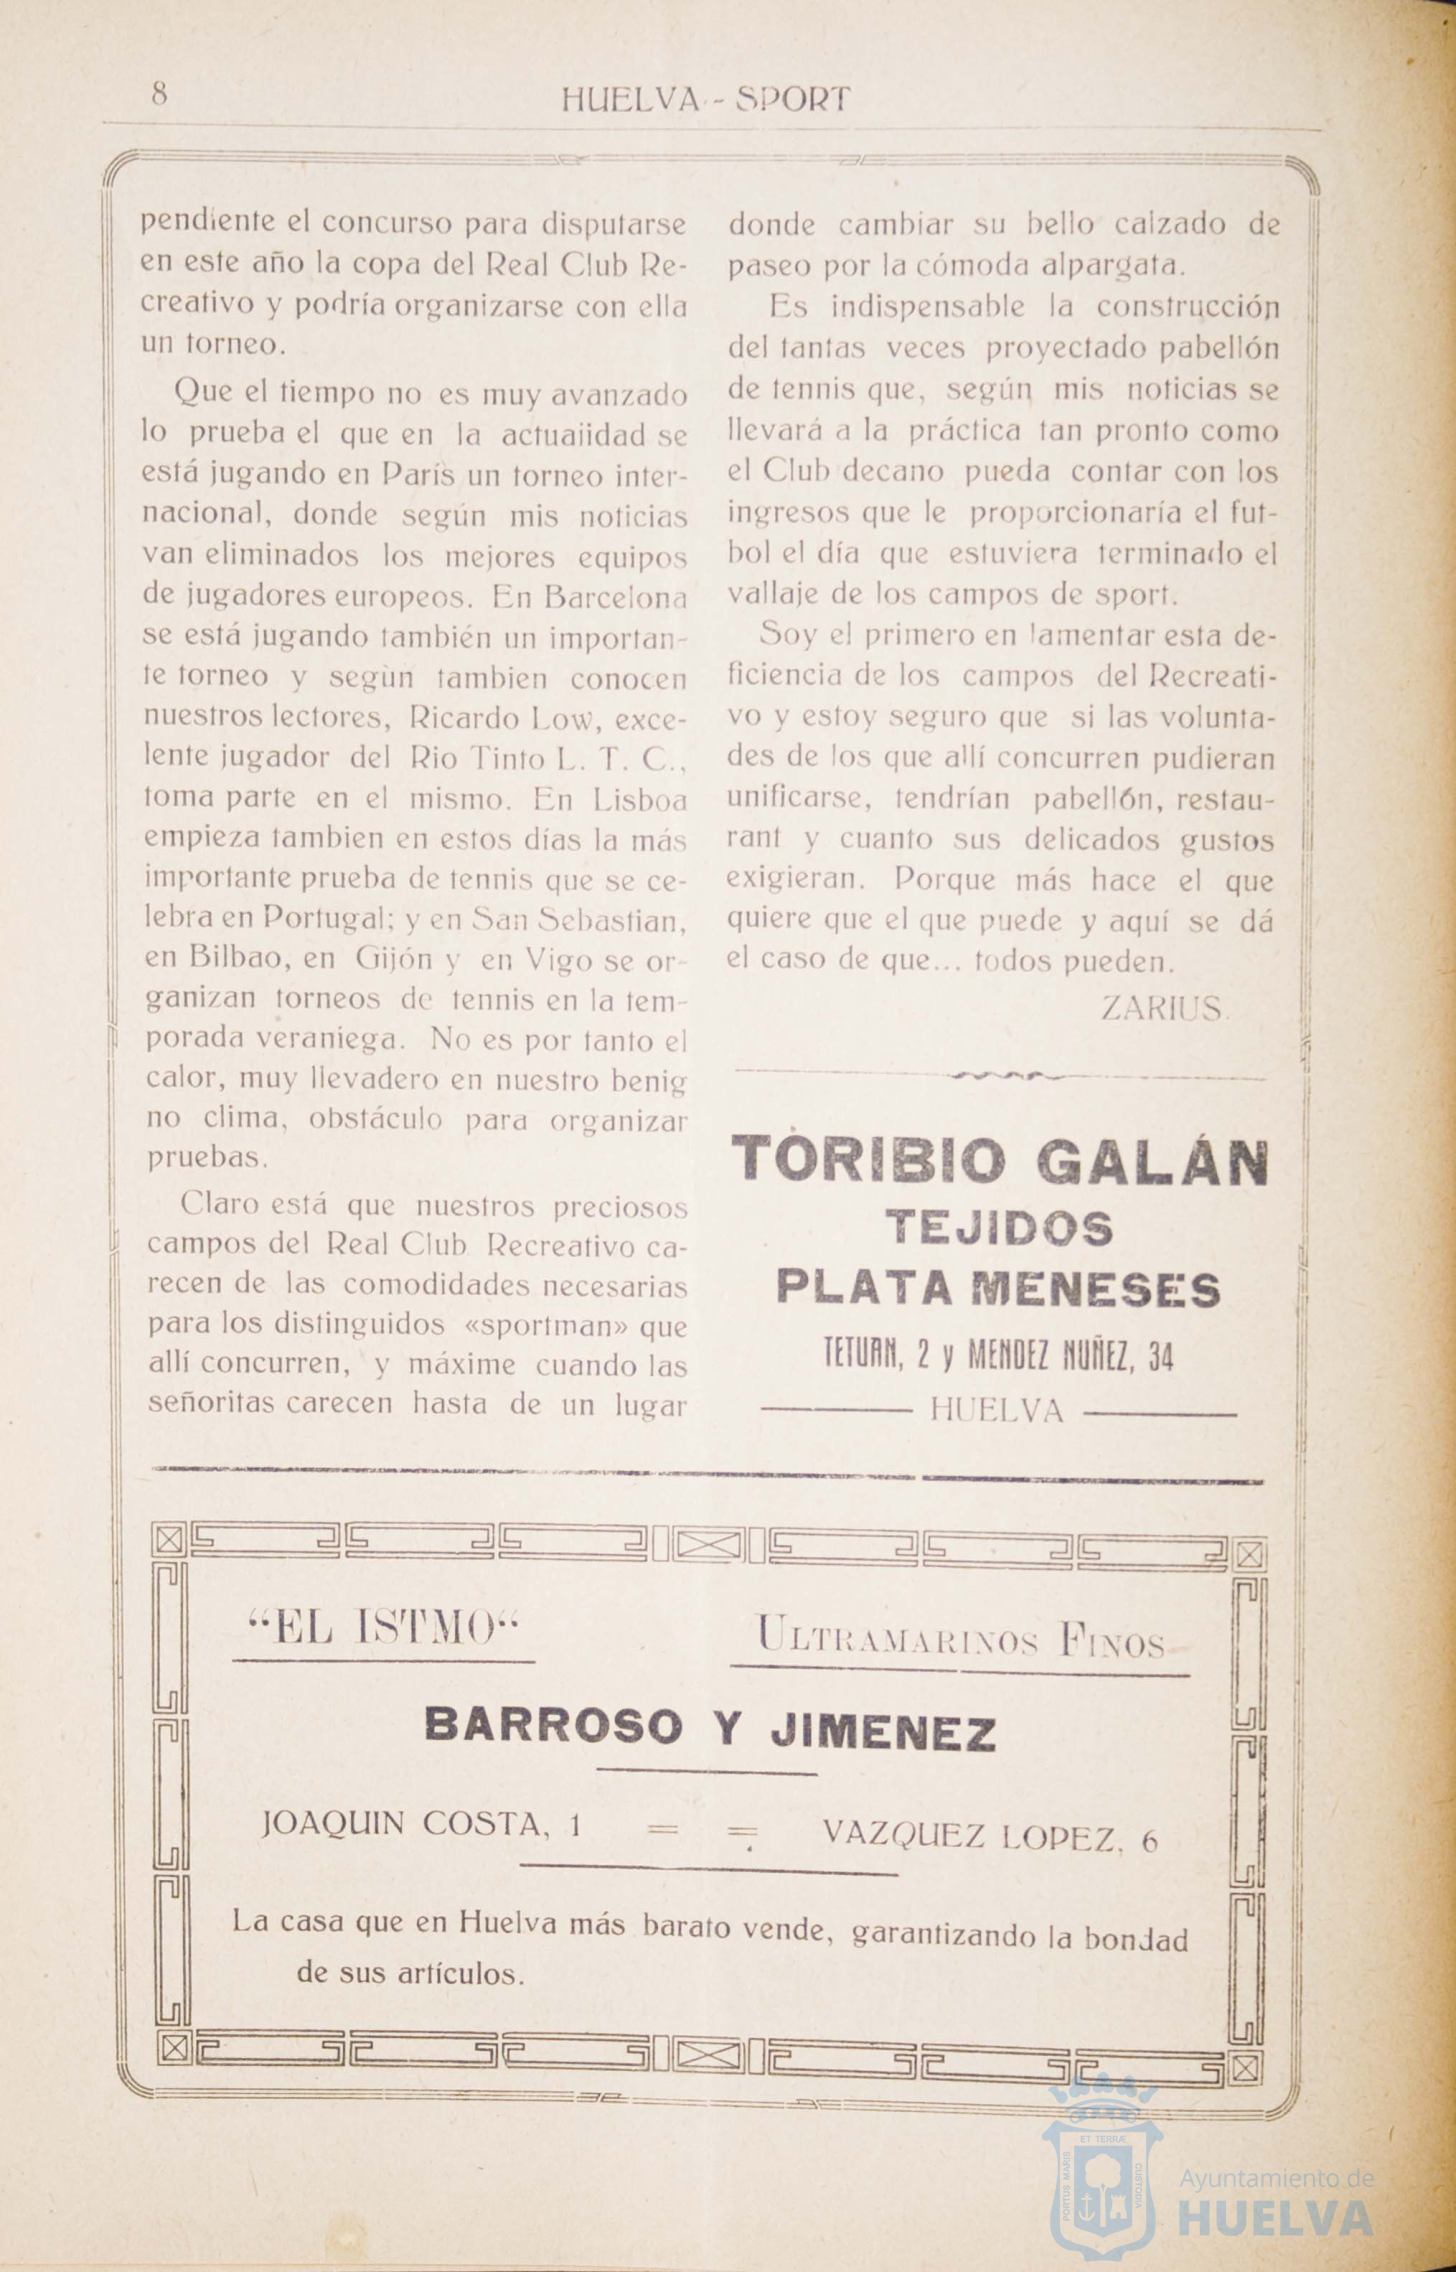 8
HUELVA - SPORT
pendiente el concurso para disputarse
en este año la copa del Real Club Re-
creativo y podría organizarse con ella
un torneo.
Que el tiempo no es muy avanzado
lo prueba el que en la actuaiidad se
está jugando en París un torneo inter-
nacional, donde según mis noticias
van eliminados los mejores equipos
de jugadores europeos. En Barcelona
se está jugando también un importan-
te torneo y según tambien conocen
nuestros lectores, Ricardo Low, exce-
lente jugador del Rio Tinto L. T. C.,
toma parte en el mismo. En Lisboa
empieza tambien en estos días la más
importante prueba de tennis que se ce-
lebra en Portugal; y en San Sebastian,
en Bilbao, en Gijón y en Vigo se or-
ganizan torneos de tennis en la tem-
porada veraniega. No es por tanto el
calor, muy llevadero en nuestro benig
no clima, obstáculo para organizar
pruebas.
Claro está que nuestros preciosos
campos del Real Club Recreativo ca-
recen de las comodidades necesarias
para los distinguidos «sportman» que
allí concurren, y máxime cuando las
señoritas carecen hasta de un lugar
donde cambiar su bello calzado de
paseo por la cómoda alpargata.
Es indispensable la construcción
del tantas veces proyectado pabellón
de tennis que, según mis noticias se
llevará a la práctica tan pronto como
el Club decano pueda contar con los
ingresos que le proporcionaría el fut-
bol el día que estuviera terminado el
vallaje de los campos de sport.
Soy el primero en lamentar esta de-
ficiencia de los campos del Recreati-
vo y estoy seguro que si las volunta-
des de los que allí concurren pudieran
unificarse, tendrían pabellón, restau-
rant y cuanto sus delicados gustos
exigieran. Porque más hace el que
quiere que el que puede y aquí se dá
el caso de que... todos pueden.
ZARIUS.
TORIBIO GALÁN
TEJIDOS
PLATA MENESES
TETUAN, 2 y MENDEZ NUÑEZ, 34
HUELVA
"EL ISTMO"
ULTRAMARINOS FINOS
BARROSO Y JIMENEZ
JOAQUIN COSTA, 1 = = VAZQUEZ LOPEZ, 6
La casa que en Huelva más barato vende, garantizando la bondad
de sus artículos.
ET TERRÆ
PORTUS MARIS
CUSTODIA
Ayuntamiento de
HUELVA